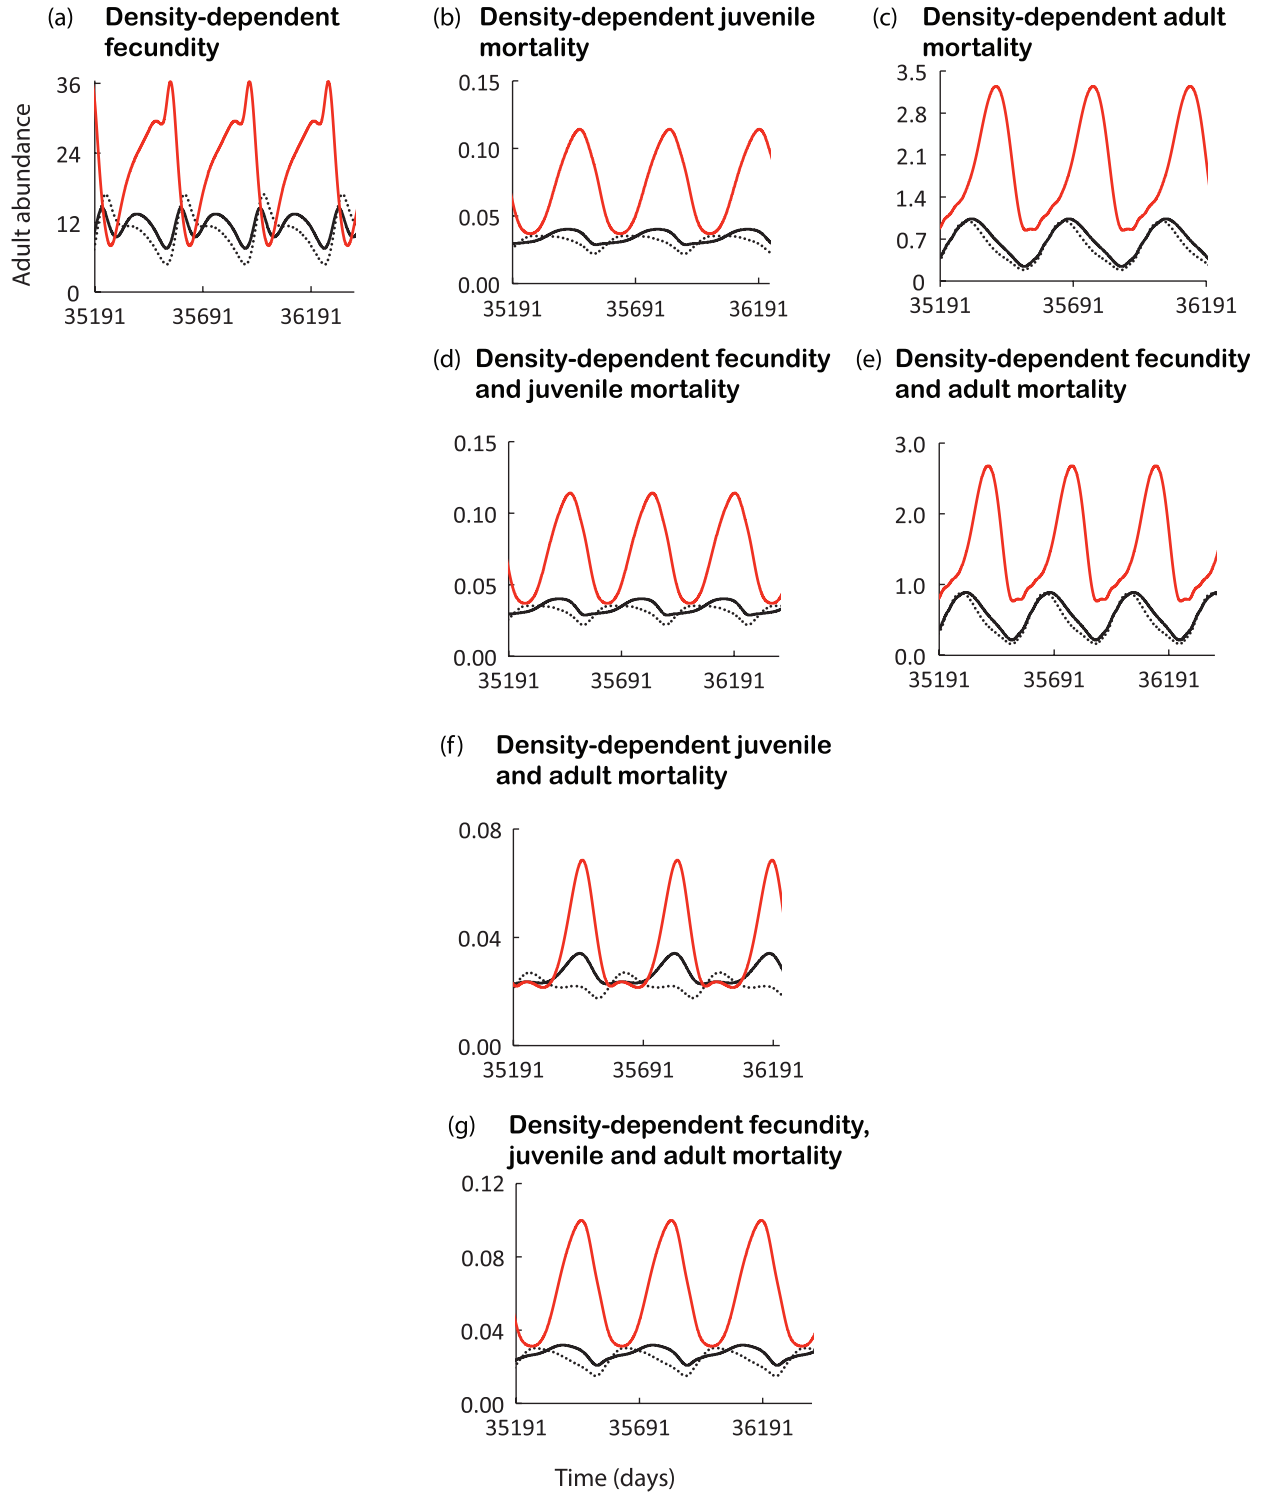 (a) Density-dependent
fecundity
(b) Density-dependent juvenile
mortality
(c) Density-dependent adult
mortality
Adult abundance
36
24
12
0
35191 35691 36191
0.15
0.10
0.05
0.00
35191 35691 36191
3.5
2.8
2.1
1.4
0.7
0
35191 35691 36191
(d) Density-dependent fecundity
and juvenile mortality
(e) Density-dependent fecundity
and adult mortality
0.15
0.10
0.05
0.00
35191 35691 36191
3.0
2.0
1.0
0.0
35191 35691 36191
(f) Density-dependent juvenile
and adult mortality
0.08
0.04
0.00
35191 35691 36191
(g) Density-dependent fecundity,
juvenile and adult mortality
0.12
0.08
0.04
0.00
35191 35691 36191
Time (days)